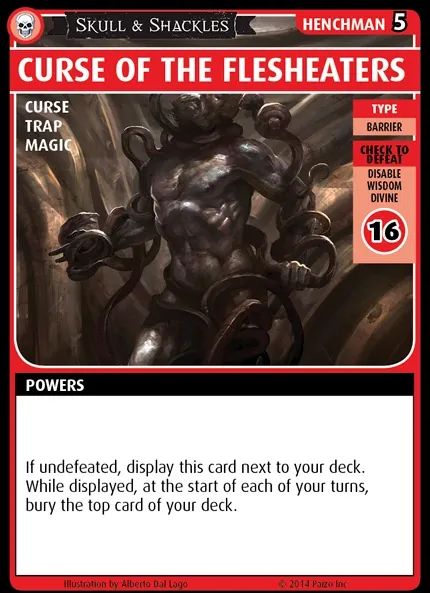 SKULL & SHACKLES
HENCHMAN 5
CURSE OF THE FLESHEATERS
CURSE
TRAP
MAGIC
TYPE
BARRIER
CHECK TO
DEFEAT
DISABLE
WISDOM
DIVINE
16
POWERS
If undefeated, display this card next to your deck.
While displayed, at the start of each of your turns,
bury the top card of your deck.
Illustration by Alberto Dal Lago
© 2014 Paizo Inc